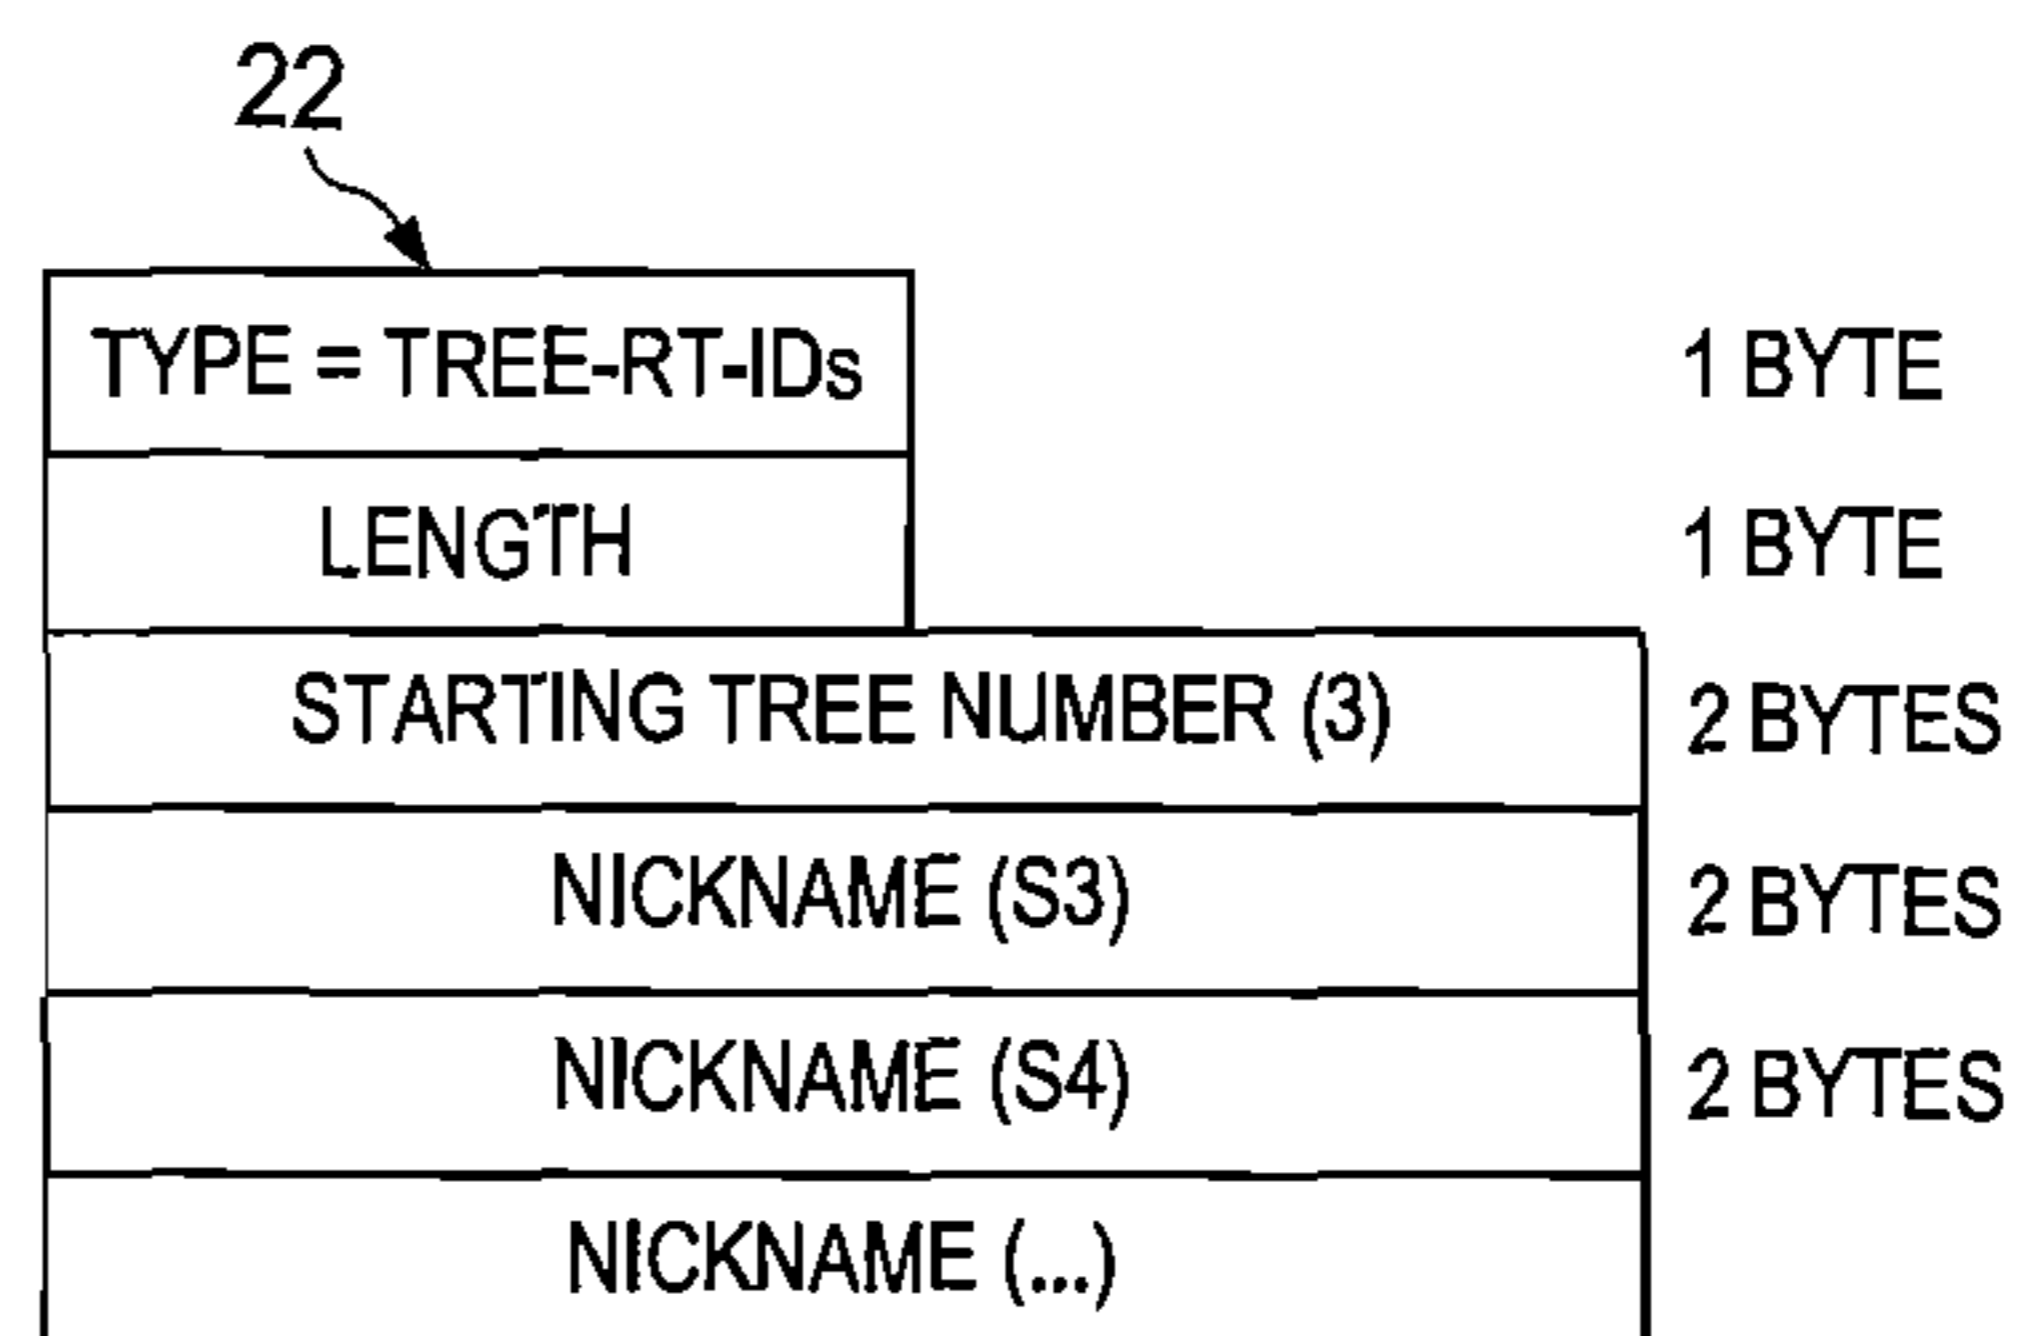 22
TYPE = TREE-RT-IDs 1 BYTE
LENGTH 1 BYTE
STARTING TREE NUMBER (3) 2 BYTES
NICKNAME (S3) 2 BYTES
NICKNAME (S4) 2 BYTES
NICKNAME (...)